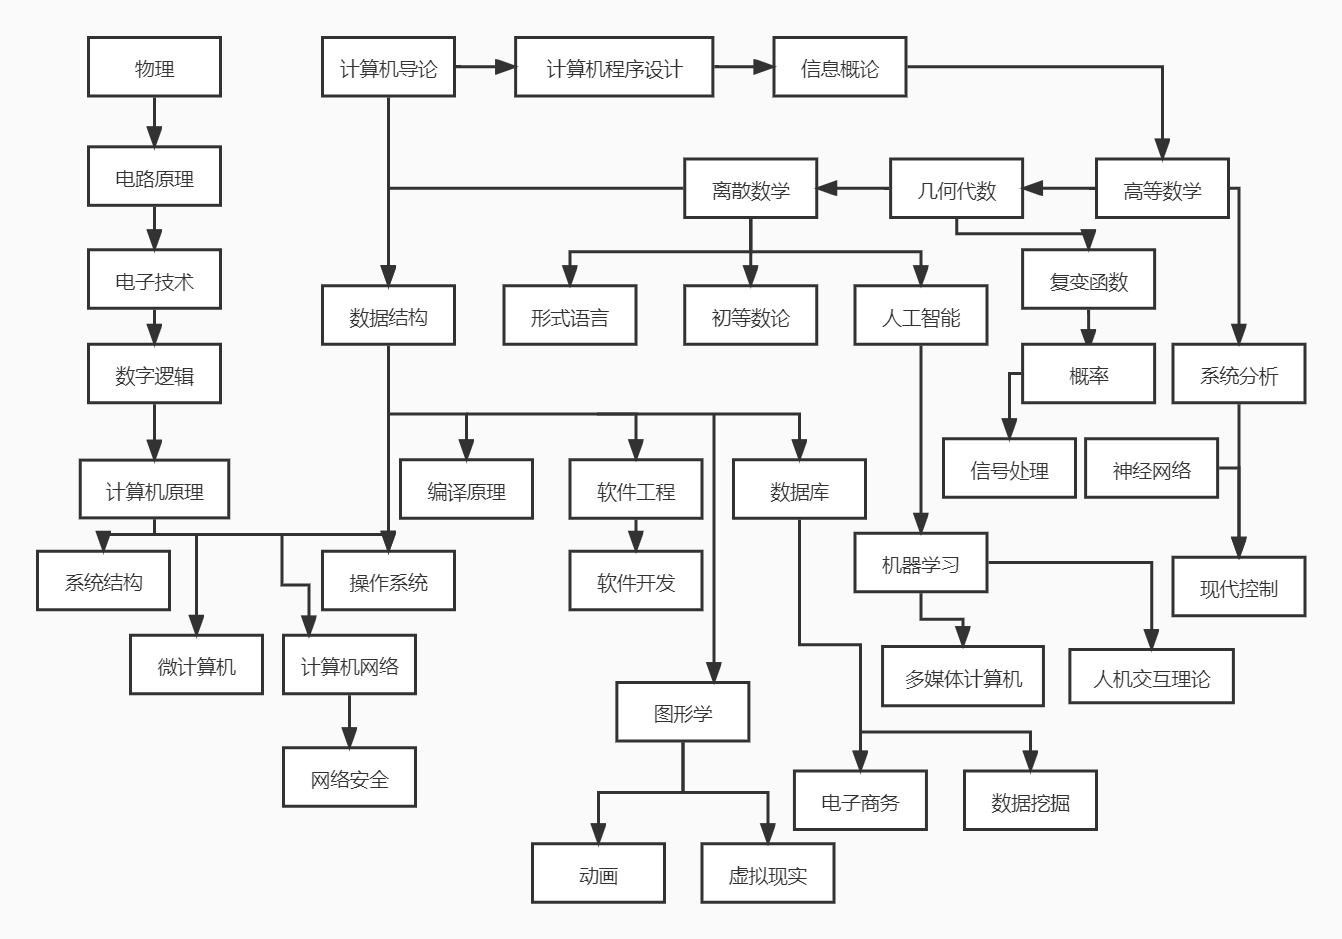 物理
计算机导论
计算机程序设计
信息概论
电路原理
离散数学
几何代数
高等数学
电子技术
复变函数
数据结构
形式语言
初等数论
人工智能
数字逻辑
概率
系统分析
信号处理
神经网络
计算机原理
编译原理
软件工程
数据库
机器学习
系统结构
操作系统
软件开发
现代控制
微计算机
计算机网络
多媒体计算机
人机交互理论
图形学
网络安全
电子商务
数据挖掘
动画
虚拟现实